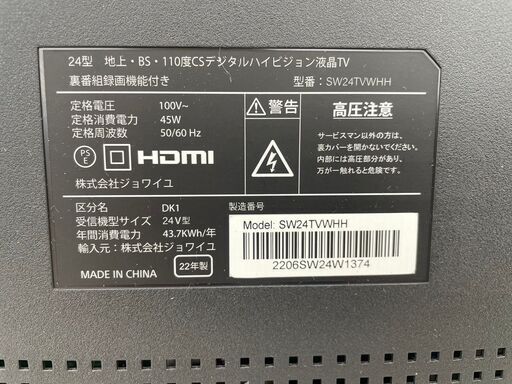 24型 地上・BS・110度CSデジタルハイビジョン液晶TV
裏番組録画機能付き 型番：SW24TVWHH
定格電圧 100V~
定格消費電力 45W
定格周波数 50/60 Hz
PS
E
HDMI
株式会社ジョワイユ
警告
高圧注意
サービスマン以外の方は、
裏カバーを開かないでください。
内部には高圧部分があり、
万が一触れると危険です。
区分名 DK1
受信機型サイズ 24V型
年間消費電力 43.7KWh/年
輸入元：株式会社ジョワイユ
MADE IN CHINA 22年製
製造番号
Model: SW24TVWHH
2206SW24W1374